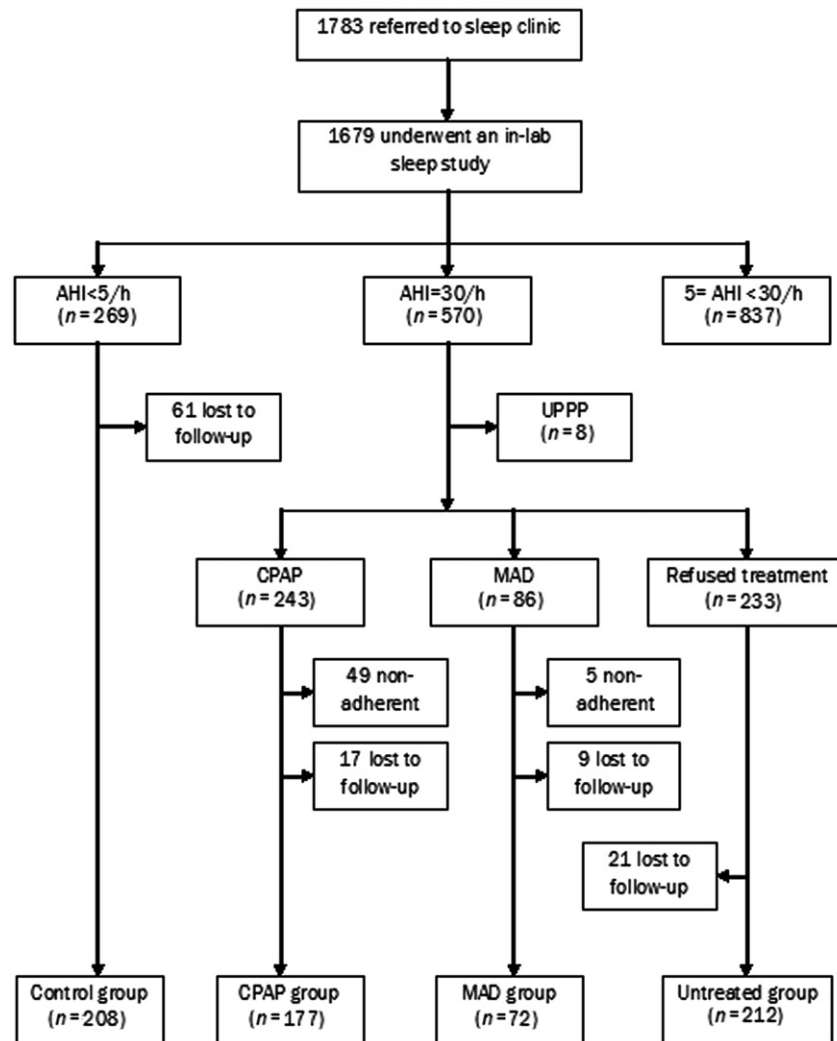 1783 referred to sleep clinic
1679 underwent an in-lab
sleep study
AHI<5/h
(n=269)
AHI=30/h
(n=570)
5= AHI <30/h
(n=837)
61 lost to
follow-up
UPPP
(n=8)
CPAP
(n=243)
MAD
(n=86)
Refused treatment
(n=233)
49 non-
adherent
5 non-
adherent
17 lost to
follow-up
9 lost to
follow-up
21 lost to
follow-up
Control group
(n=208)
CPAP group
(n=177)
MAD group
(n=72)
Untreated group
(n=212)